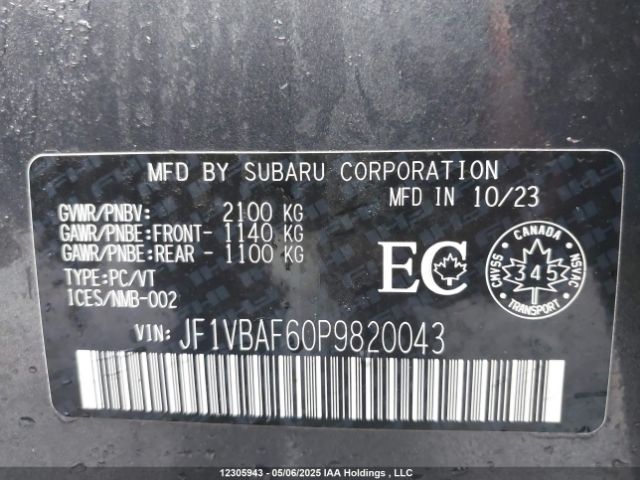 MFD BY SUBARU CORPORATION
MFD IN 10/23
GVWR/PNBV: 2100 KG
GAWR/PNBE:FRONT- 1140 KG
GAWR/PNBE:REAR - 1100 KG
TYPE:PC/VT
ICES/NMB-002
EC
CANADA
CMVSS
345
NSVAC
TRANSPORT
VIN: JF1VBAF60P9820043
12305943 - 05/06/2025 IAA Holdings , LLC